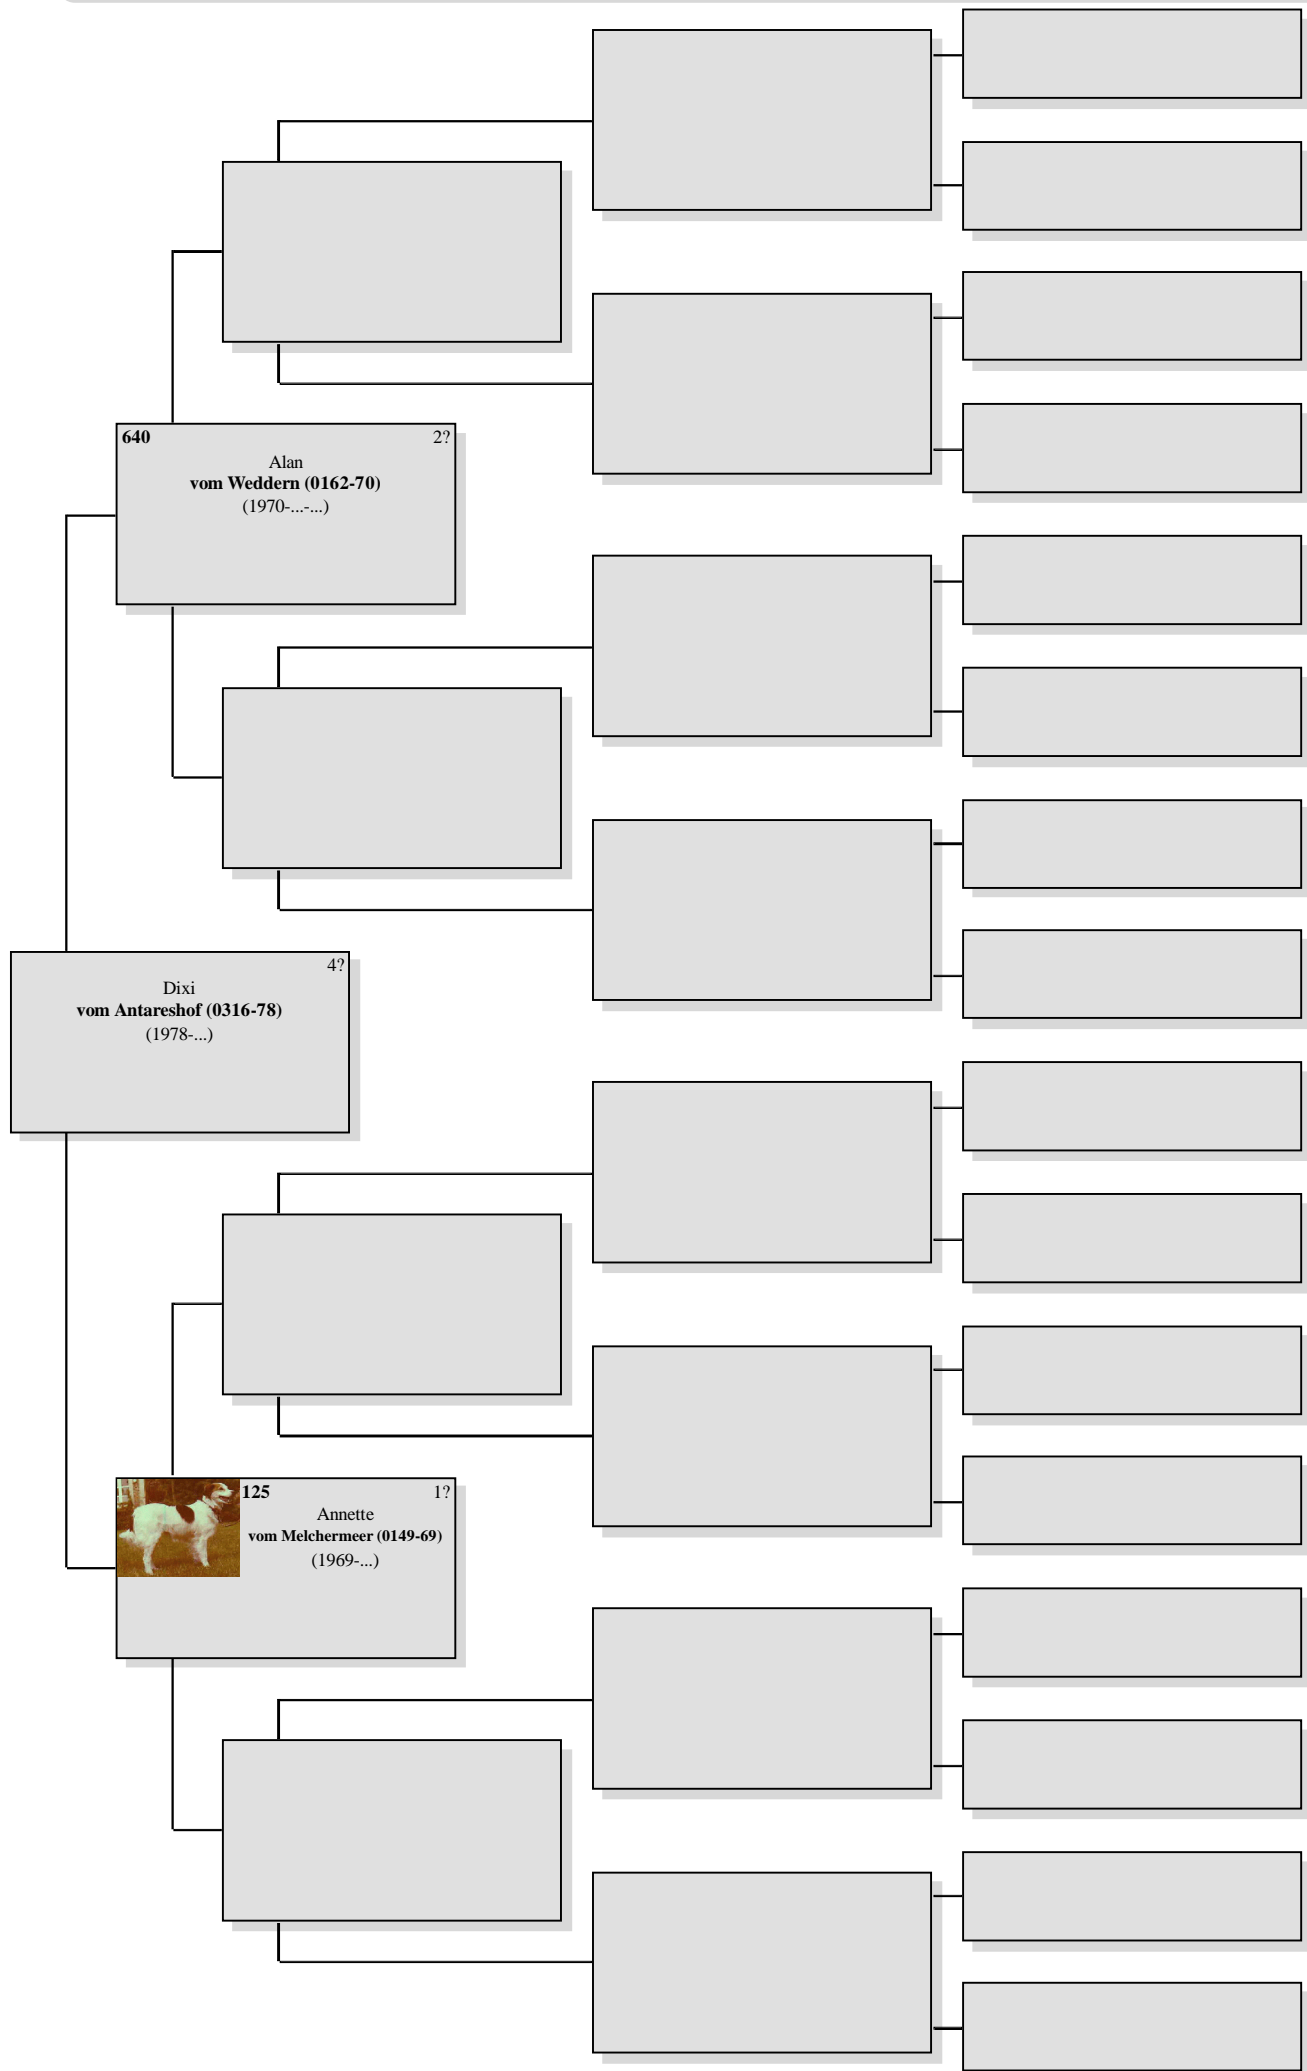 640 2?
Alan
vom Weddern (0162-70)
(1970-...-...)
4?
Dixi
vom Antareshof (0316-78)
(1978-...)
125 1?
Annette
vom Melchermeer (0149-69)
(1969-...)